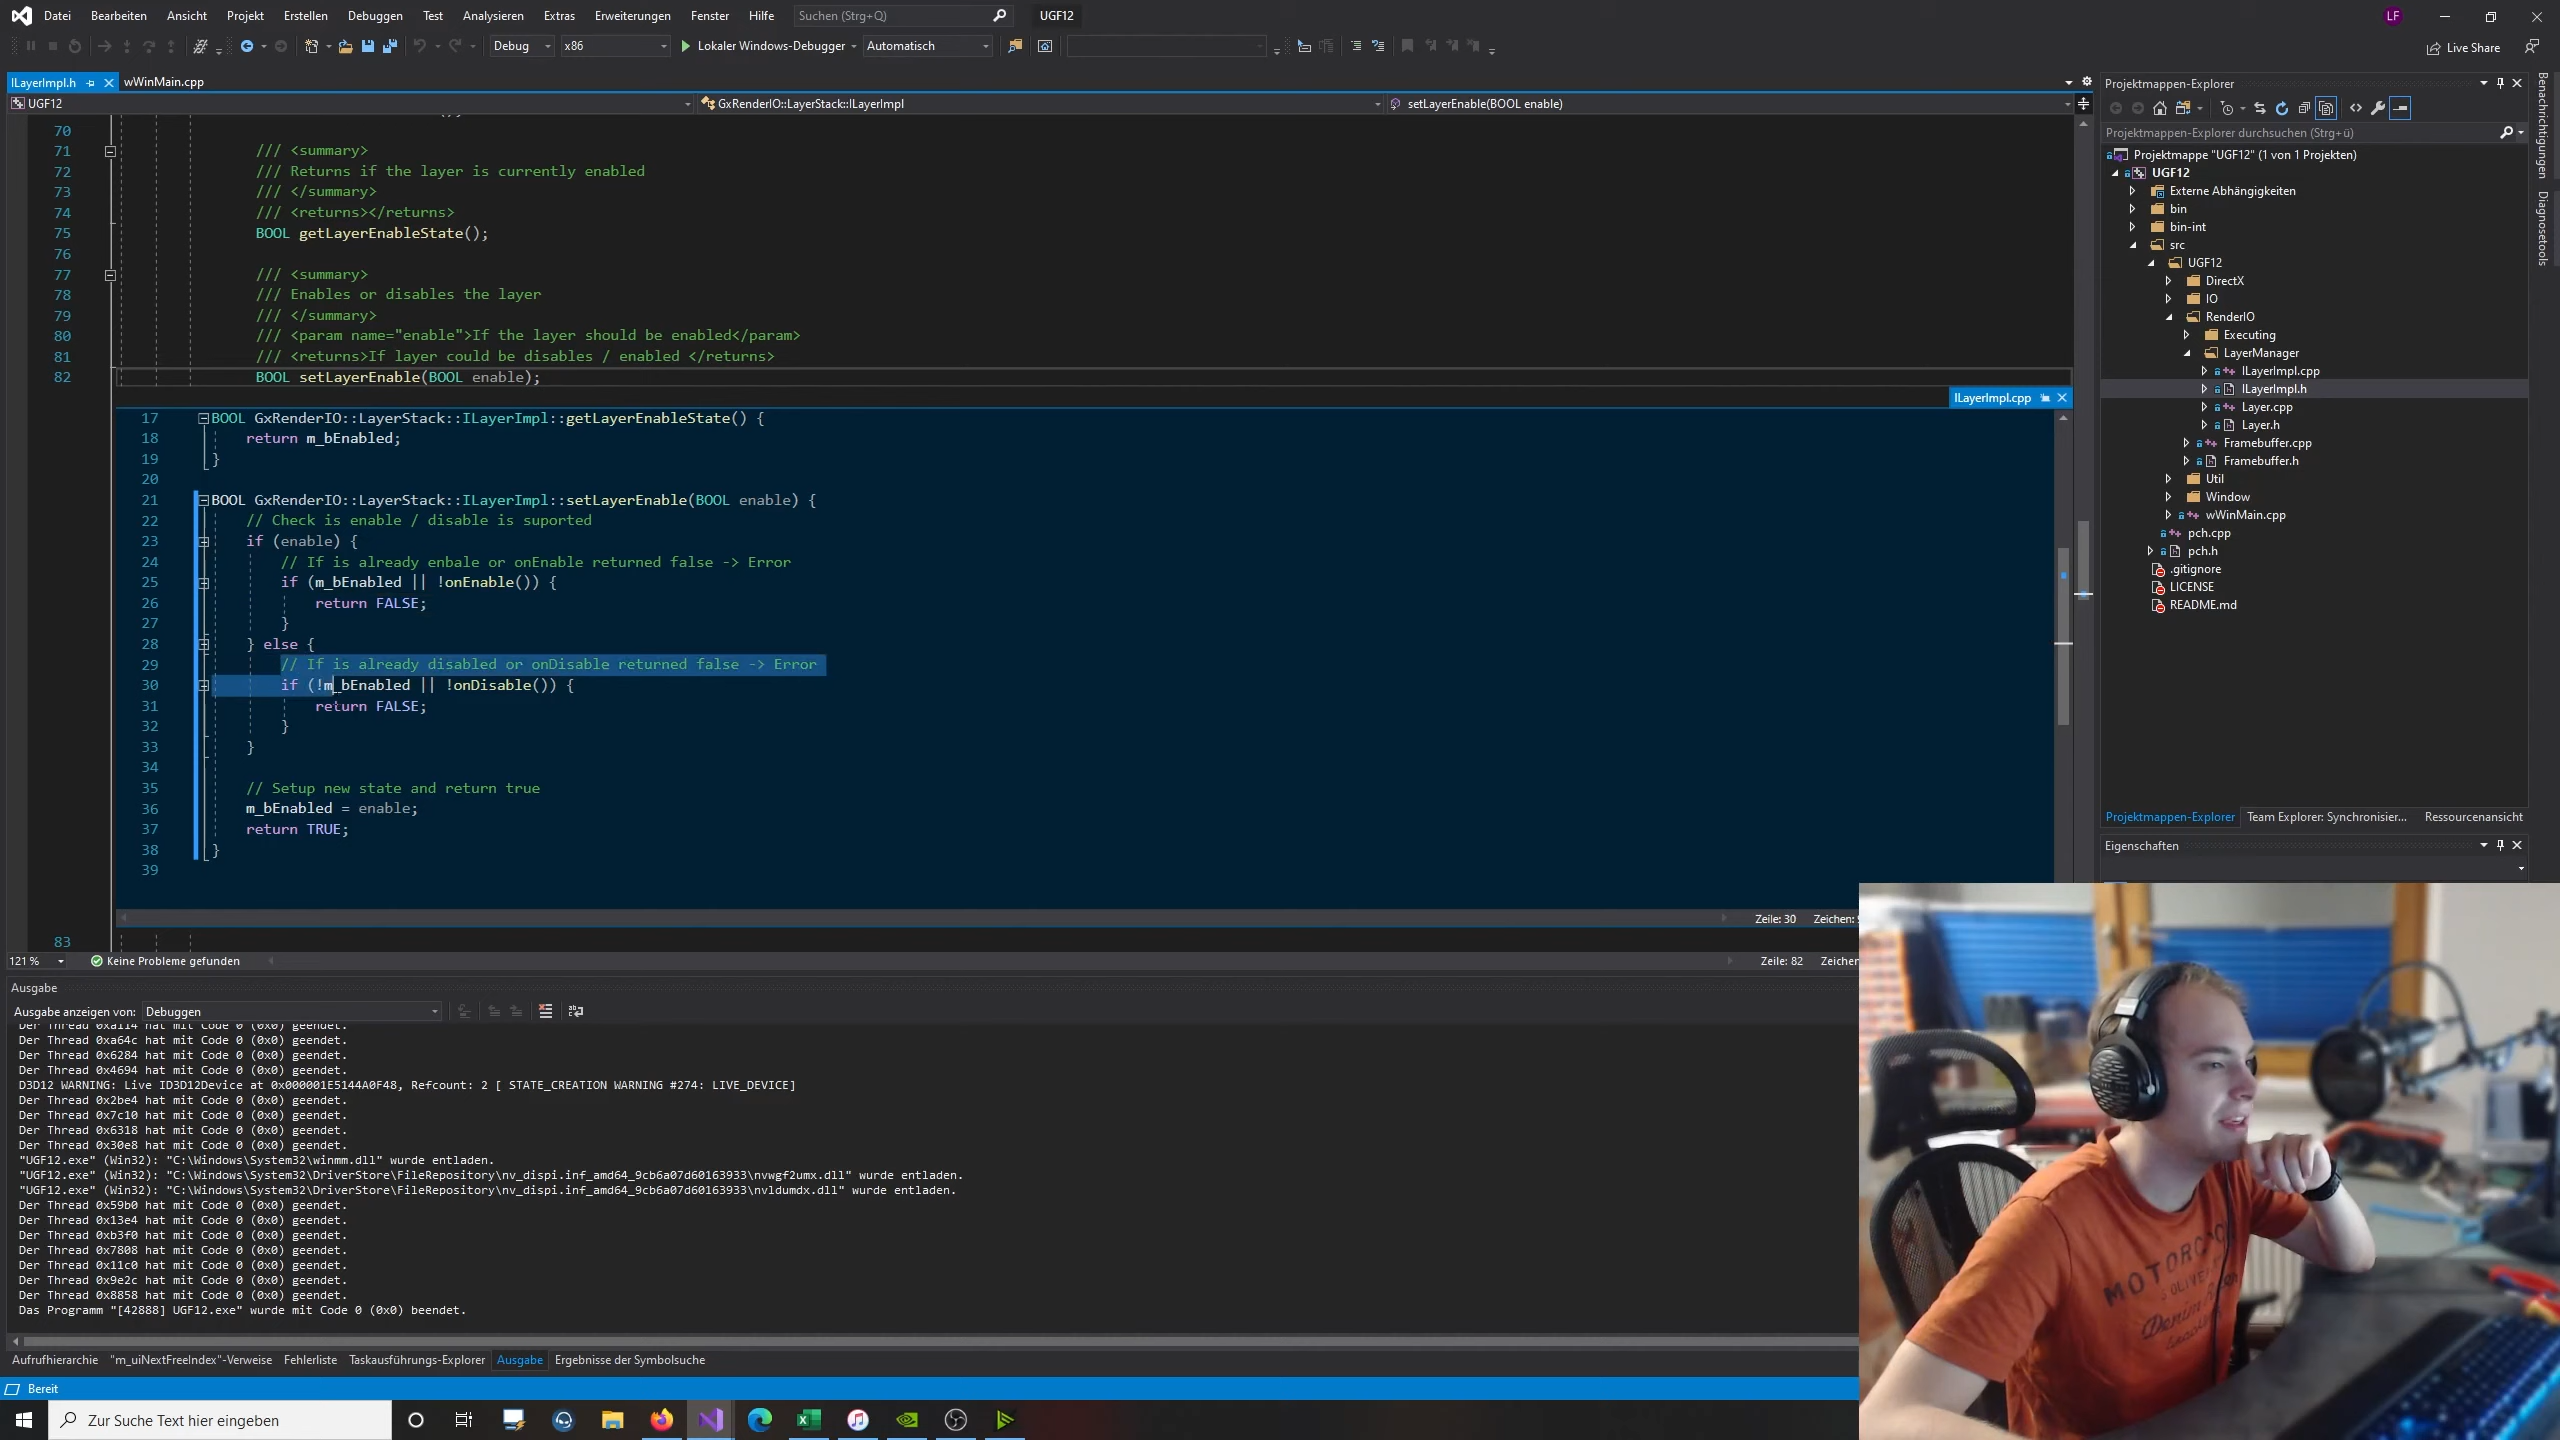 Datei Bearbeiten Ansicht Projekt Erstellen Debuggen Test Analysieren Extras Erweiterungen Fenster Hilfe Suchen (Strg+Q) UGF12 LF
Debug x86 Lokaler Windows-Debugger Automatisch Live Share
ILayerImpl.h wWinMain.cpp
UGF12 GxRenderIO::LayerStack::ILayerImpl setLayerEnable(BOOL enable)
70
71 /// <summary>
72 /// Returns if the layer is currently enabled
73 /// </summary>
74 /// <returns></returns>
75 BOOL getLayerEnableState();
76
77 /// <summary>
78 /// Enables or disables the layer
79 /// </summary>
80 /// <param name="enable">If the layer should be enabled</param>
81 /// <returns>If layer could be disables / enabled </returns>
82 BOOL setLayerEnable(BOOL enable);
ILayerImpl.cpp
17 BOOL GxRenderIO::LayerStack::ILayerImpl::getLayerEnableState() {
18 return m_bEnabled;
19 }
20
21 BOOL GxRenderIO::LayerStack::ILayerImpl::setLayerEnable(BOOL enable) {
22 // Check is enable / disable is suported
23 if (enable) {
24 // If is already enbale or onEnable returned false -> Error
25 if (m_bEnabled || !onEnable()) {
26 return FALSE;
27 }
28 } else {
29 // If is already disabled or onDisable returned false -> Error
30 if (!m_bEnabled || !onDisable()) {
31 return FALSE;
32 }
33 }
34
35 // Setup new state and return true
36 m_bEnabled = enable;
37 return TRUE;
38 }
39
Zeile: 30 Zeichen:
83
121 % Keine Probleme gefunden Zeile: 82 Zeichen
Ausgabe
Ausgabe anzeigen von: Debuggen
Der Thread 0xa114 hat mit Code 0 (0x0) geendet.
Der Thread 0xa64c hat mit Code 0 (0x0) geendet.
Der Thread 0x6284 hat mit Code 0 (0x0) geendet.
Der Thread 0x4694 hat mit Code 0 (0x0) geendet.
D3D12 WARNING: Live ID3D12Device at 0x000001E5144A0F48, Refcount: 2 [ STATE_CREATION WARNING #274: LIVE_DEVICE]
Der Thread 0x2be4 hat mit Code 0 (0x0) geendet.
Der Thread 0x7c10 hat mit Code 0 (0x0) geendet.
Der Thread 0x6318 hat mit Code 0 (0x0) geendet.
Der Thread 0x30e8 hat mit Code 0 (0x0) geendet.
"UGF12.exe" (Win32): "C:\Windows\System32\winmm.dll" wurde entladen.
"UGF12.exe" (Win32): "C:\Windows\System32\DriverStore\FileRepository\nv_dispi.inf_amd64_9cb6a07d60163933\nvwgf2umx.dll" wurde entladen.
"UGF12.exe" (Win32): "C:\Windows\System32\DriverStore\FileRepository\nv_dispi.inf_amd64_9cb6a07d60163933\nvldumdx.dll" wurde entladen.
Der Thread 0x59b0 hat mit Code 0 (0x0) geendet.
Der Thread 0x13e4 hat mit Code 0 (0x0) geendet.
Der Thread 0xb3f0 hat mit Code 0 (0x0) geendet.
Der Thread 0x7808 hat mit Code 0 (0x0) geendet.
Der Thread 0x11c0 hat mit Code 0 (0x0) geendet.
Der Thread 0x9e2c hat mit Code 0 (0x0) geendet.
Der Thread 0x8858 hat mit Code 0 (0x0) geendet.
Das Programm "[42888] UGF12.exe" wurde mit Code 0 (0x0) beendet.
Aufrufhierarchie "m_uiNextFreeIndex"-Verweise Fehlerliste Taskausführungs-Explorer Ausgabe Ergebnisse der Symbolsuche
Bereit
Zur Suche Text hier eingeben
Projektmappen-Explorer
Projektmappen-Explorer durchsuchen (Strg+ü)
Projektmappe "UGF12" (1 von 1 Projekten)
UGF12
Externe Abhängigkeiten
bin
bin-int
src
UGF12
DirectX
IO
RenderIO
Executing
LayerManager
ILayerImpl.cpp
ILayerImpl.h
Layer.cpp
Layer.h
Framebuffer.cpp
Framebuffer.h
Util
Window
wWinMain.cpp
pch.cpp
pch.h
.gitignore
LICENSE
README.md
Projektmappen-Explorer Team Explorer: Synchronisier... Ressourcenansicht
Eigenschaften
Benachrichtigungen
Diagnosetools
MOTORC
Denim